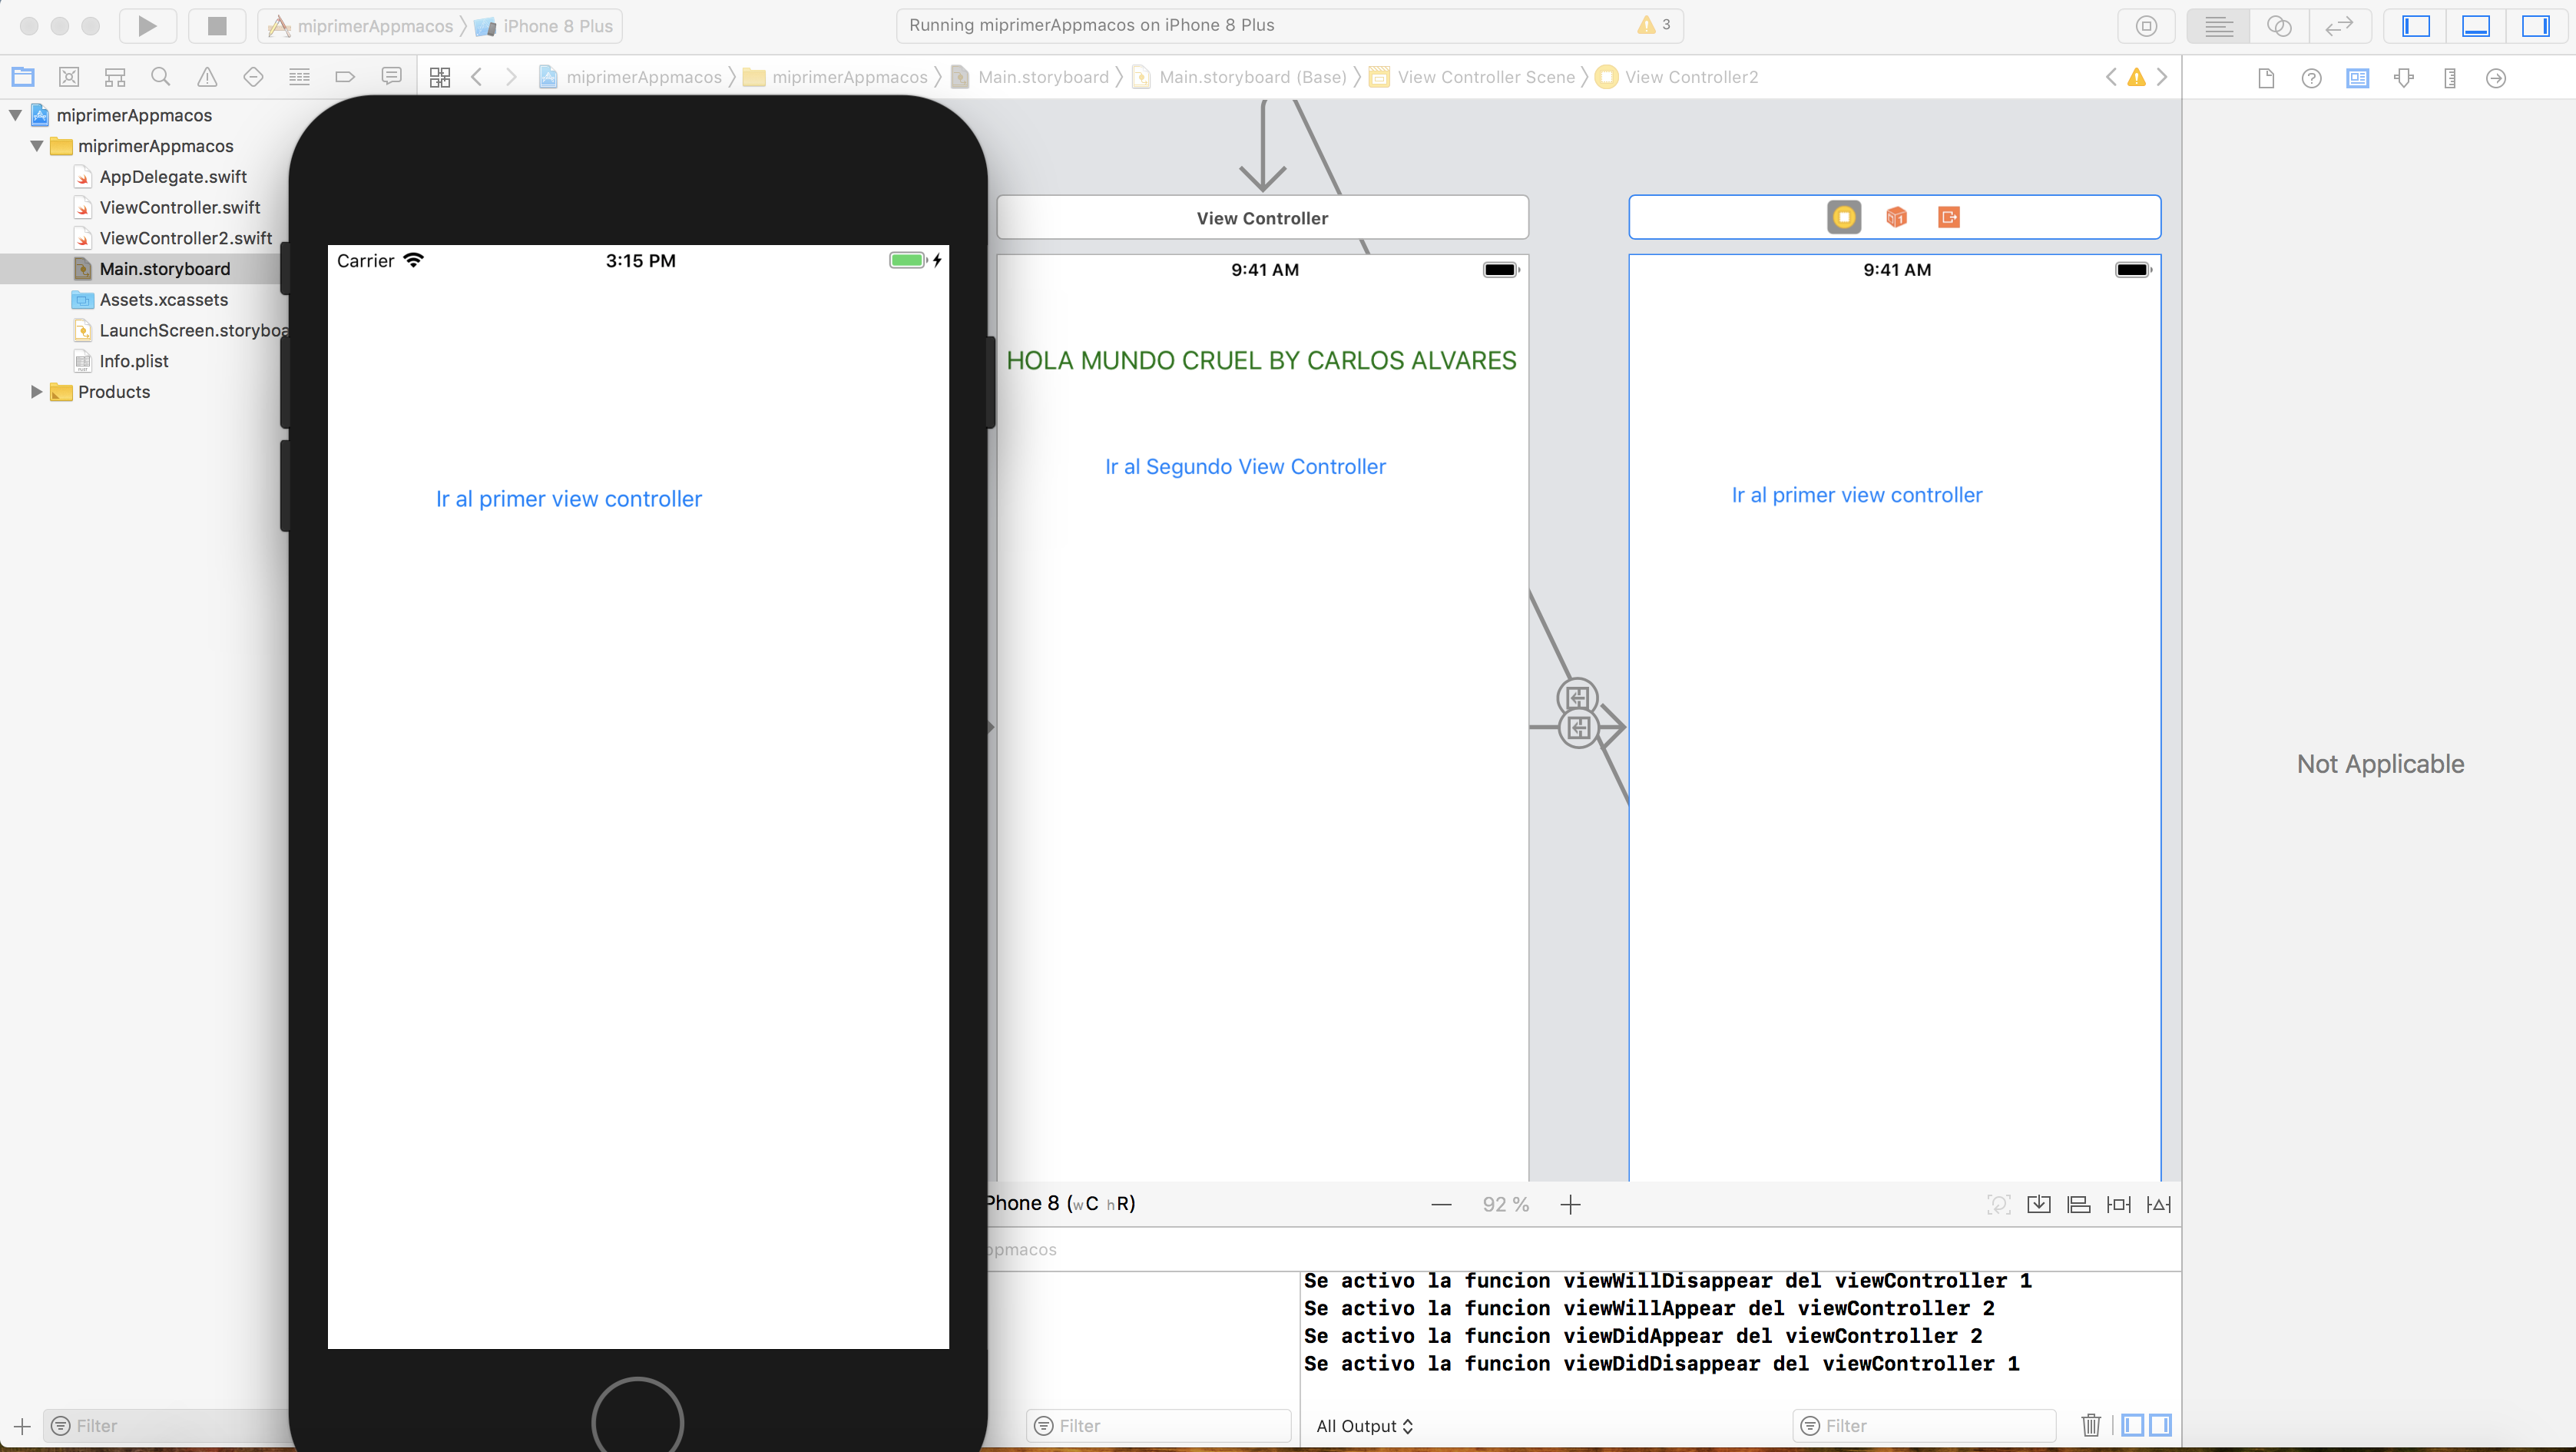 miprimerAppmacos
iPhone 8 Plus
Running miprimerAppmacos on iPhone 8 Plus
3
miprimerAppmacos
miprimerAppmacos
Main.storyboard
Main.storyboard (Base)
View Controller Scene
View Controller2
miprimerAppmacos
miprimerAppmacos
AppDelegate.swift
ViewController.swift
ViewController2.swift
Main.storyboard
Assets.xcassets
LaunchScreen.storyboa
Info.plist
Products
Filter
Carrier
3:15 PM
Ir al primer view controller
View Controller
9:41 AM
HOLA MUNDO CRUEL BY CARLOS ALVARES
Ir al Segundo View Controller
9:41 AM
Ir al primer view controller
Not Applicable
Phone 8 (wC hR)
92 %
ppmacos
Se activo la funcion viewWillDisappear del viewController 1
Se activo la funcion viewWillAppear del viewController 2
Se activo la funcion viewDidAppear del viewController 2
Se activo la funcion viewDidDisappear del viewController 1
Filter
All Output
Filter